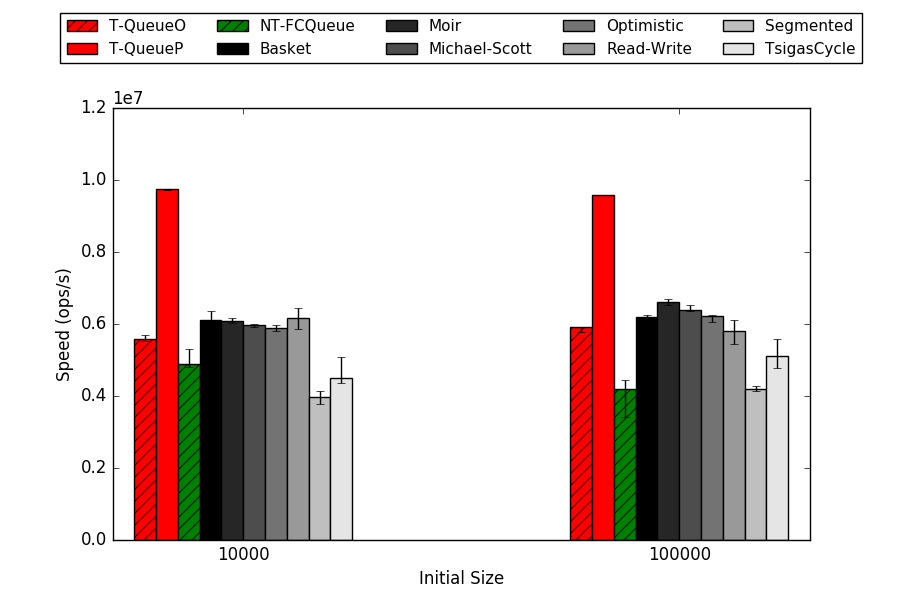 T-QueueO NT-FCQueue Moir Optimistic Segmented
T-QueueP Basket Michael-Scott Read-Write TsigasCycle
1e7
1.2
1.0
0.8
0.6
0.4
0.2
0.0
Speed (ops/s)
10000 100000
Initial Size